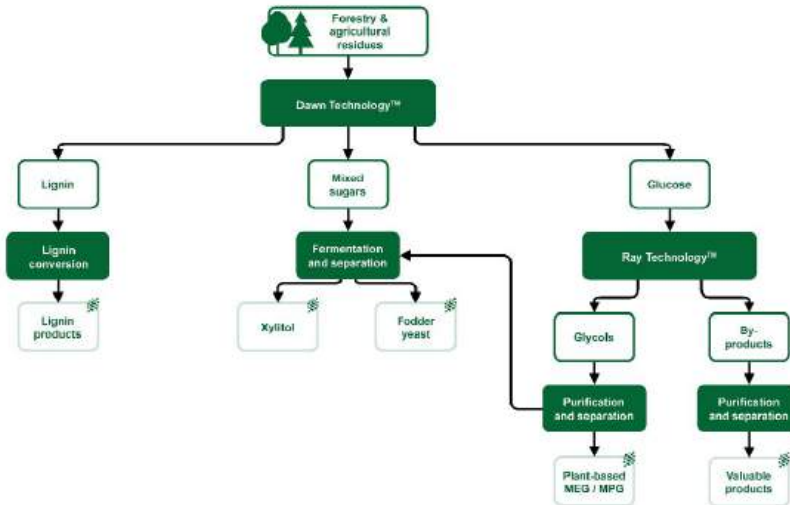 Forestry &
agricultural
residues
Dawn Technology™
Lignin
Mixed
sugars
Glucose
Lignin
conversion
Fermentation
and separation
Ray Technology™
Lignin
products
Xylitol
Fodder
yeast
Glycols
By-
products
Purification
and separation
Purification
and separation
Plant-based
MEG / MPG
Valuable
products